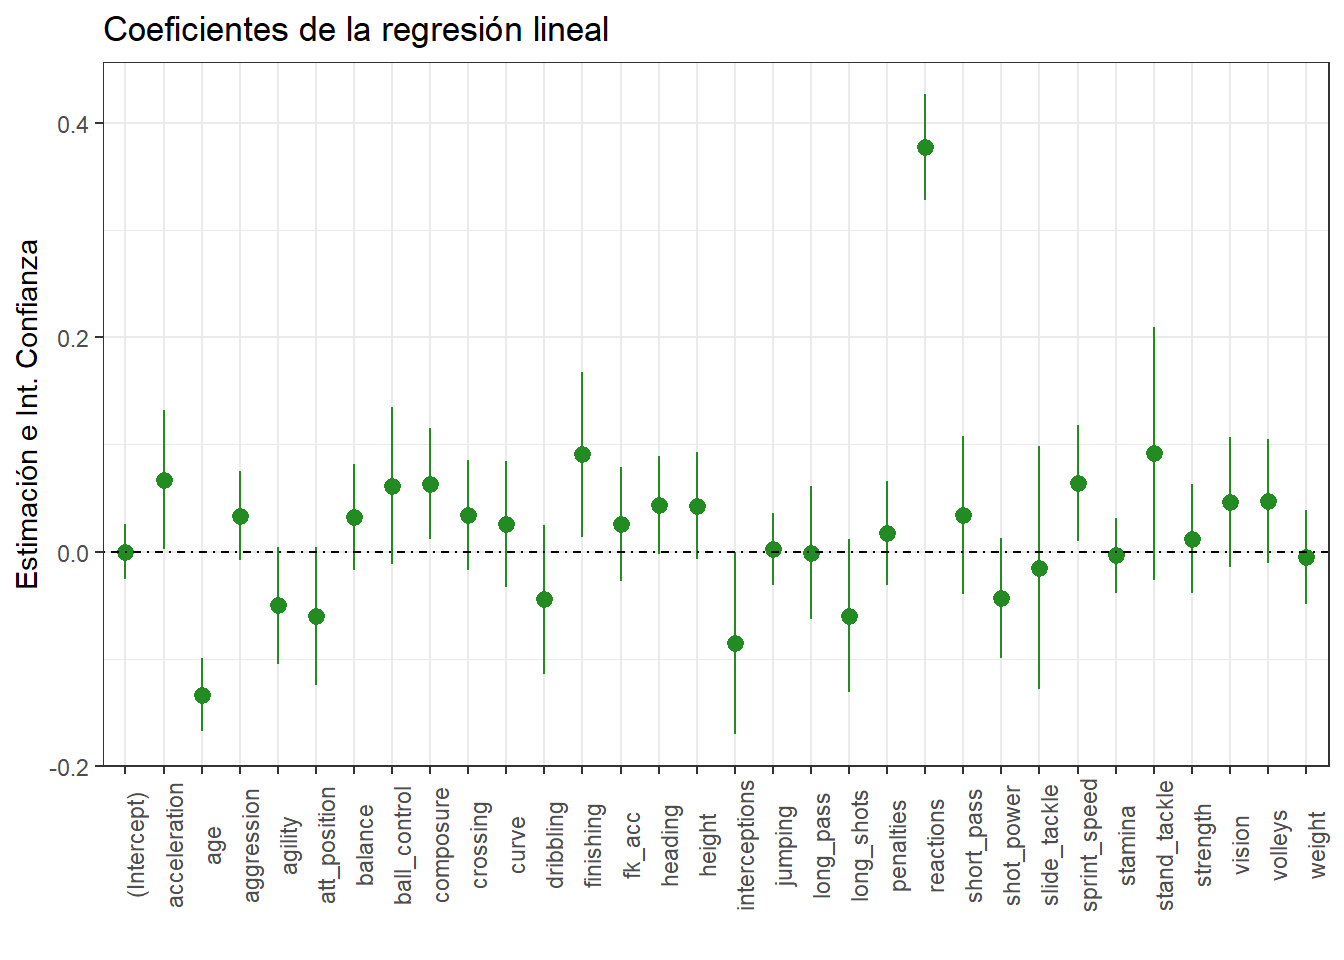 Coeficientes de la regresión lineal
Estimación e Int. Confianza
0.4
0.2
0.0
-0.2
(Intercept)
acceleration
age
aggression
agility
att_position
balance
ball_control
composure
crossing
curve
dribbling
finishing
fk_acc
heading
height
interceptions
jumping
long_pass
long_shots
penalties
reactions
short_pass
shot_power
slide_tackle
sprint_speed
stamina
stand_tackle
strength
vision
volleys
weight